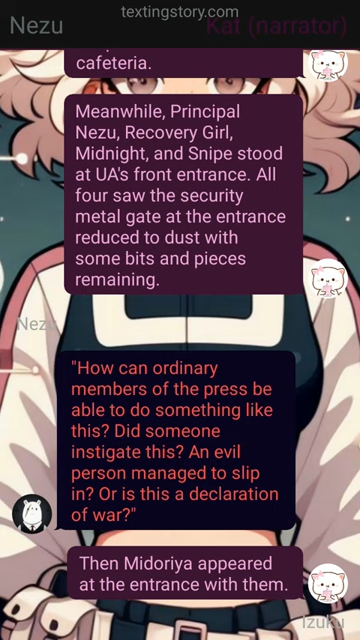 textingstory.com
Nezu
Kat (narrator)
cafeteria.
Meanwhile, Principal
Nezu, Recovery Girl,
Midnight, and Snipe stood
at UA's front entrance. All
four saw the security
metal gate at the entrance
reduced to dust with
some bits and pieces
remaining.
Nezu
"How can ordinary
members of the press be
able to do something like
this? Did someone
instigate this? An evil
person managed to slip
in? Or is this a declaration
of war?"
Then Midoriya appeared
at the entrance with them.
Izuku